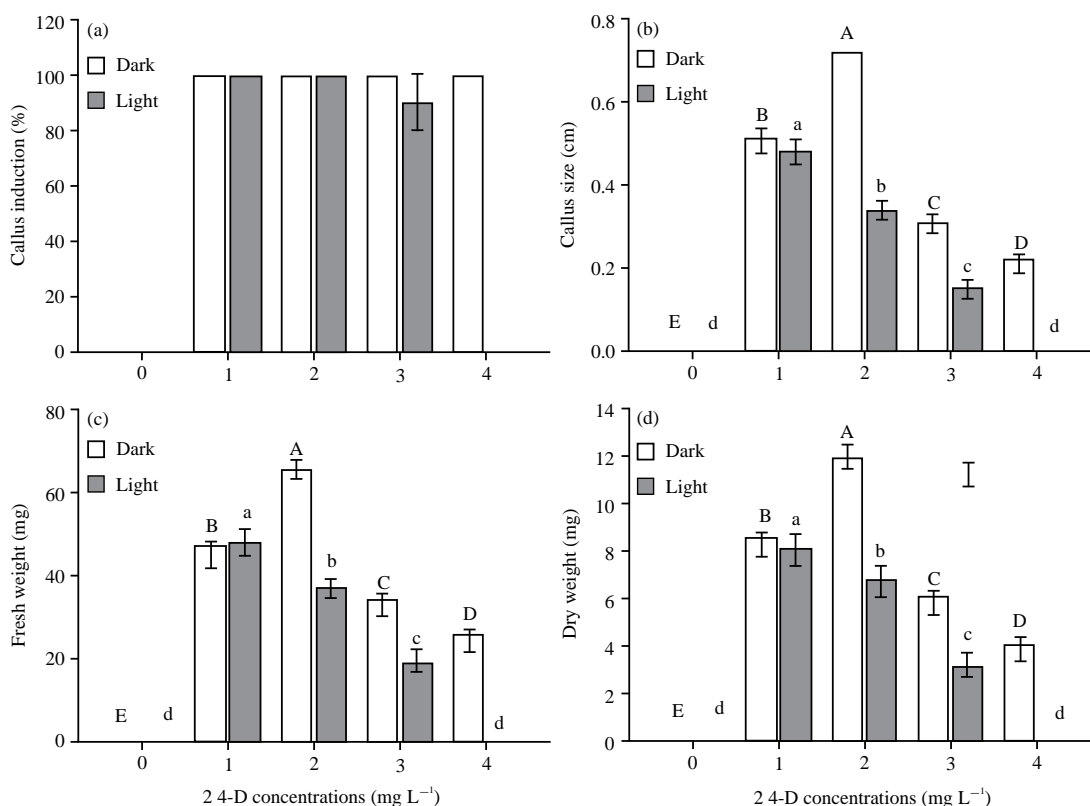 (a)
Dark
Light
Callus induction (%)
120
100
80
60
40
20
0
0 1 2 3 4
(b)
Dark
Light
Callus size (cm)
0.8
0.6
0.4
0.2
0.0
E d B a A b C c D d
0 1 2 3 4
(c)
Dark
Light
Fresh weight (mg)
80
60
40
20
0
E d B a A b C c D d
0 1 2 3 4
2 4-D concentrations (mg L⁻¹)
(d)
Dark
Light
Dry weight (mg)
14
12
10
8
6
4
2
0
E d B a A b C c D d
0 1 2 3 4
2 4-D concentrations (mg L⁻¹)